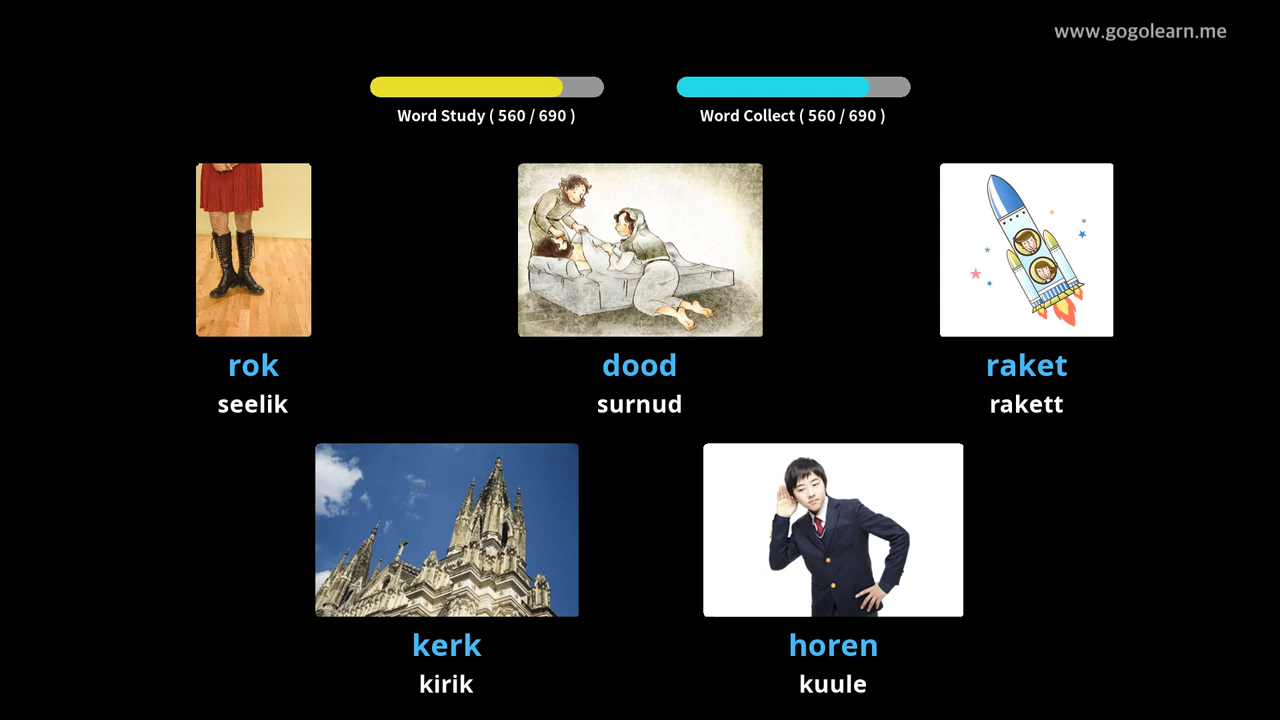 www.gogolearn.me
Word Study ( 560 / 690 )
Word Collect ( 560 / 690 )
rok
seelik
dood
surnud
raket
rakett
kerk
kirik
horen
kuule